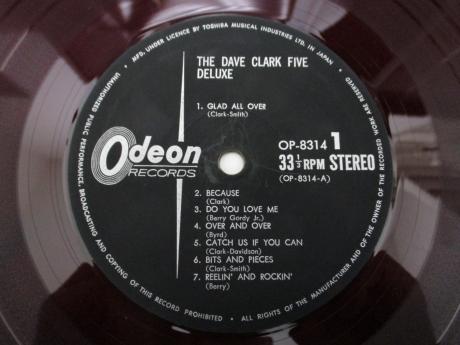 • MFD. UNDER LICENCE BY TOSHIBA MUSICAL INDUSTRIES LTD. IN JAPAN •
THE DAVE CLARK FIVE
DELUXE
1. GLAD ALL OVER
(Clark-Smith)
Odeon
RECORDS
OP-8314 1
33 1/3 RPM STEREO
(OP-8314-A)
2. BECAUSE
(Clark)
3. DO YOU LOVE ME
(Berry Gordy Jr.)
4. OVER AND OVER
(Byrd)
5. CATCH US IF YOU CAN
(Clark-Davidson)
6. BITS AND PIECES
(Clark-Smith)
7. REELIN' AND ROCKIN'
(Berry)
UNAUTHORIZED PUBLIC PERFORMANCE, BROADCASTING AND COPYING OF THIS RECORD PROHIBITED •
ALL RIGHTS OF THE MANUFACTURER AND OF THE OWNER OF THE RECORDED WORK ARE RESERVED